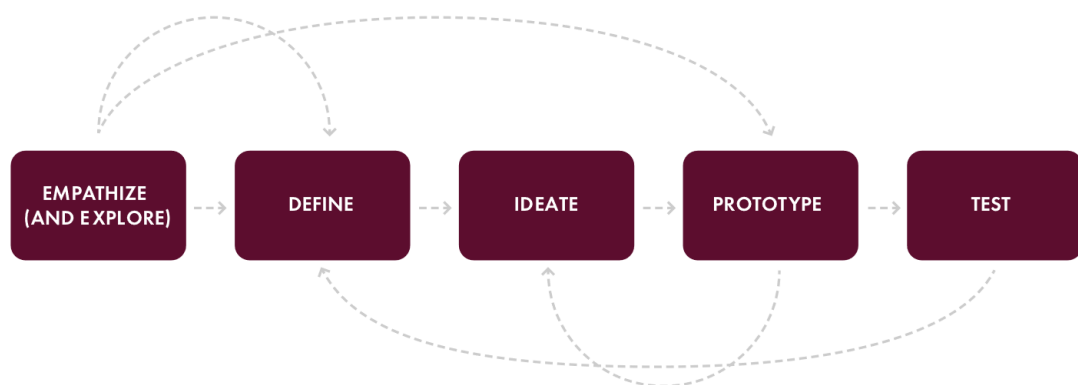 EMPATHIZE
(AND EXPLORE)
DEFINE
IDEATE
PROTOTYPE
TEST